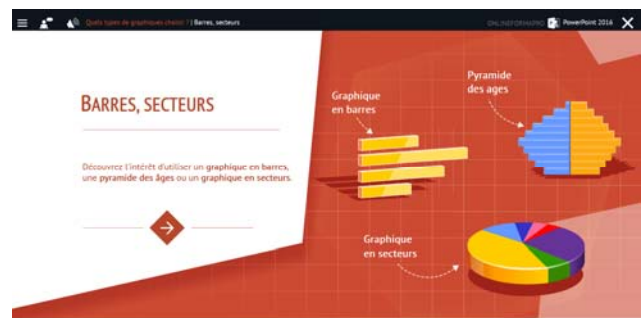 Quels types de graphiques choisir ? | Barres, secteurs
ONLINEFORMAPRO PowerPoint 2016
BARRES, SECTEURS
Découvrez l'intérêt d'utiliser un graphique en barres,
une pyramide des âges ou un graphique en secteurs.
Graphique
en barres
Pyramide
des ages
Graphique
en secteurs